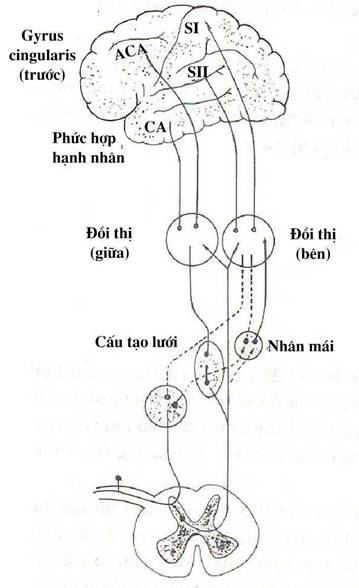 Gyrus
cingularis
(trước)
ACA
SI
SII
CA
Phức hợp
hạnh nhân
Đồi thị
(giữa)
Đồi thị
(bên)
Cấu tạo lưới
Nhân mái